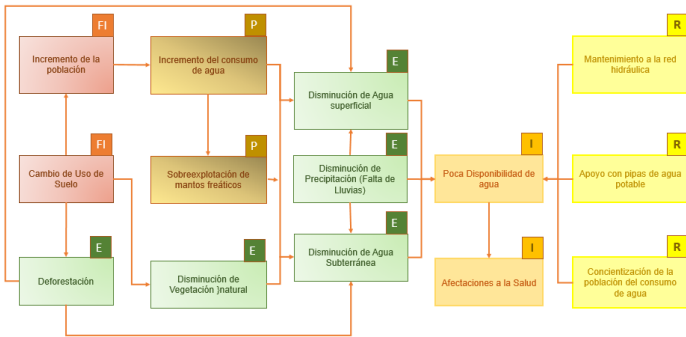 FI
Incremento de la
población
P
Incremento del consumo
de agua
E
Disminución de Agua
superficial
R
Mantenimiento a la red
hidráulica
FI
Cambio de Uso de
Suelo
P
Sobreexplotación de
mantos freáticos
E
Disminución de
Precipitación (Falta de
Lluvias)
I
Poca Disponibilidad de
agua
R
Apoyo con pipas de agua
potable
E
Deforestación
E
Disminución de
Vegetación )natural
E
Disminución de Agua
Subterránea
I
Afectaciones a la Salud
R
Concientización de la
población del consumo
de agua